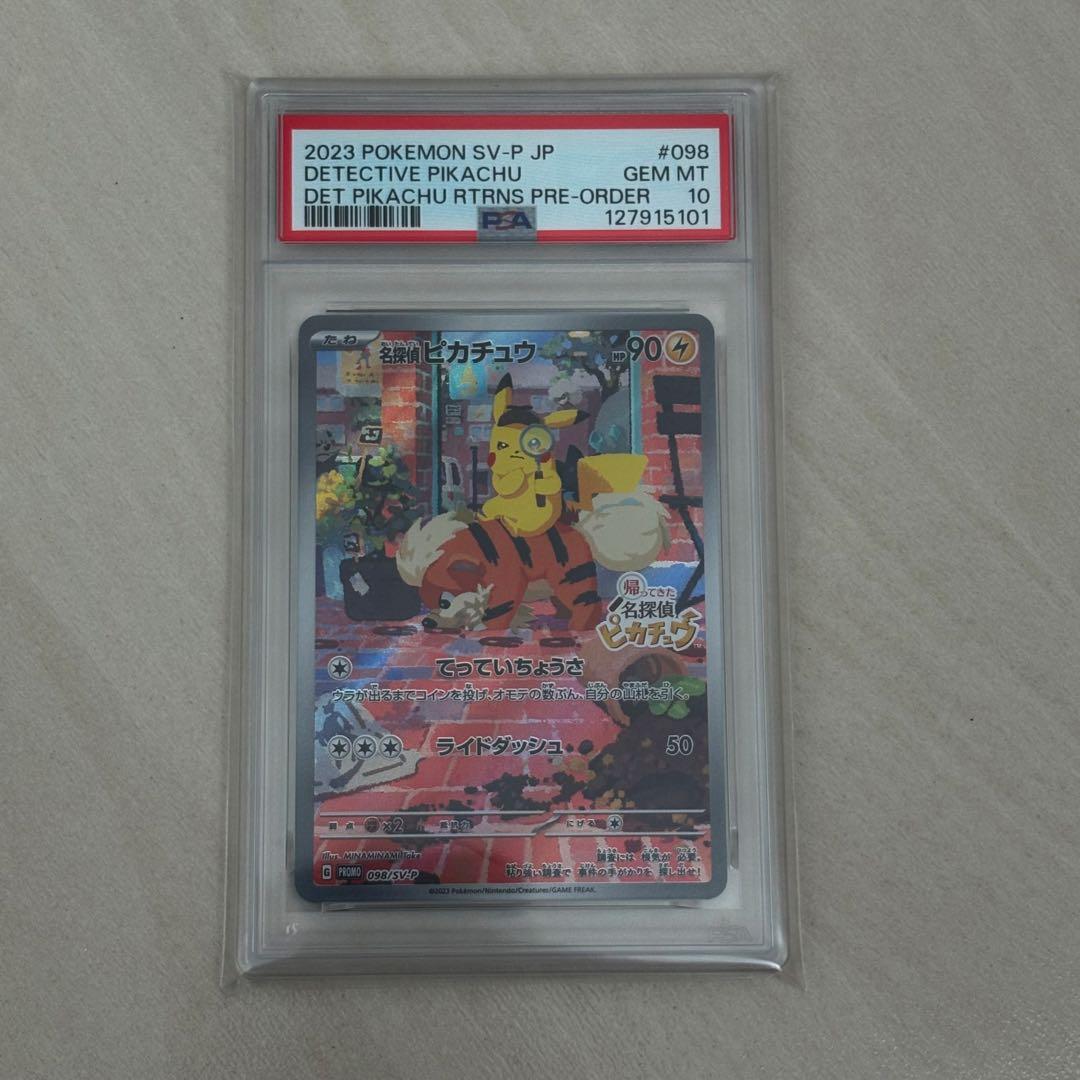 2023 POKEMON SV-P JP #098
DETECTIVE PIKACHU GEM MT
DET PIKACHU RTRNS PRE-ORDER 10
PSA 127915101
たね
名探偵ピカチュウ HP90
帰ってきた
名探偵
ピカチュウ
てっていちょうさ
ウラが出るまでコインを投げ、オモテの数ぶん、自分の山札を引く。
ライドダッシュ 50
弱点 ×2 抵抗力 にげる
Illus. MINAMINAMI Take
調査には 根気が 必要。
G PROMO 098/SV-P
粘り強い調査で 事件の手がかりを 探し出せ!
©2023 Pokémon/Nintendo/Creatures/GAME FREAK.